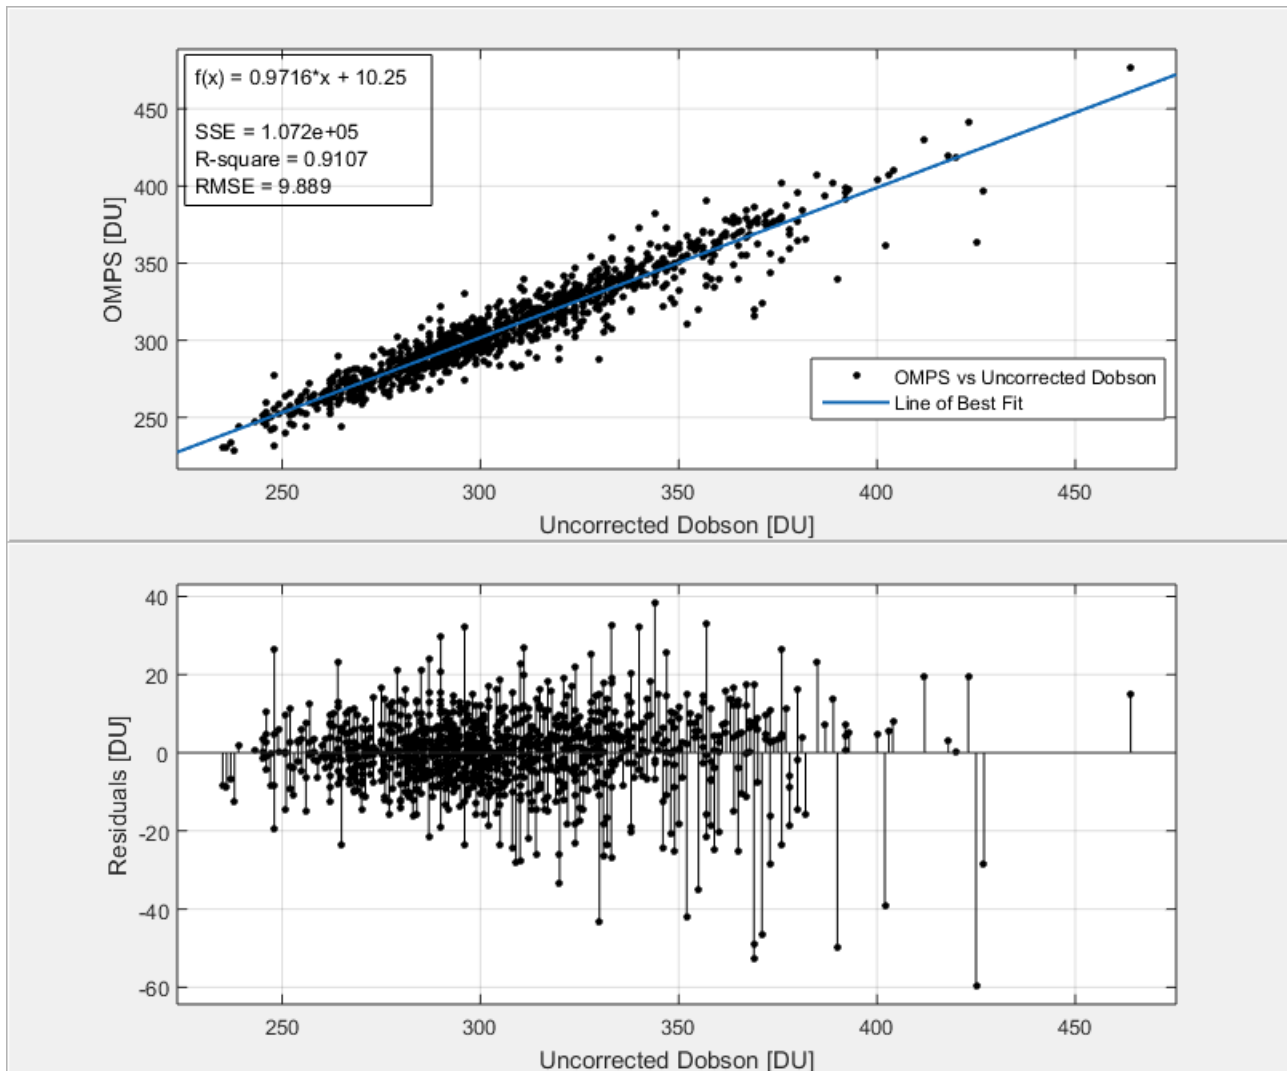 f(x) = 0.9716*x + 10.25
SSE = 1.072e+05
R-square = 0.9107
RMSE = 9.889
450
400
350
300
250
OMPS [DU]
OMPS vs Uncorrected Dobson
Line of Best Fit
250 300 350 400 450
Uncorrected Dobson [DU]
40
20
0
-20
-40
-60
Residuals [DU]
250 300 350 400 450
Uncorrected Dobson [DU]